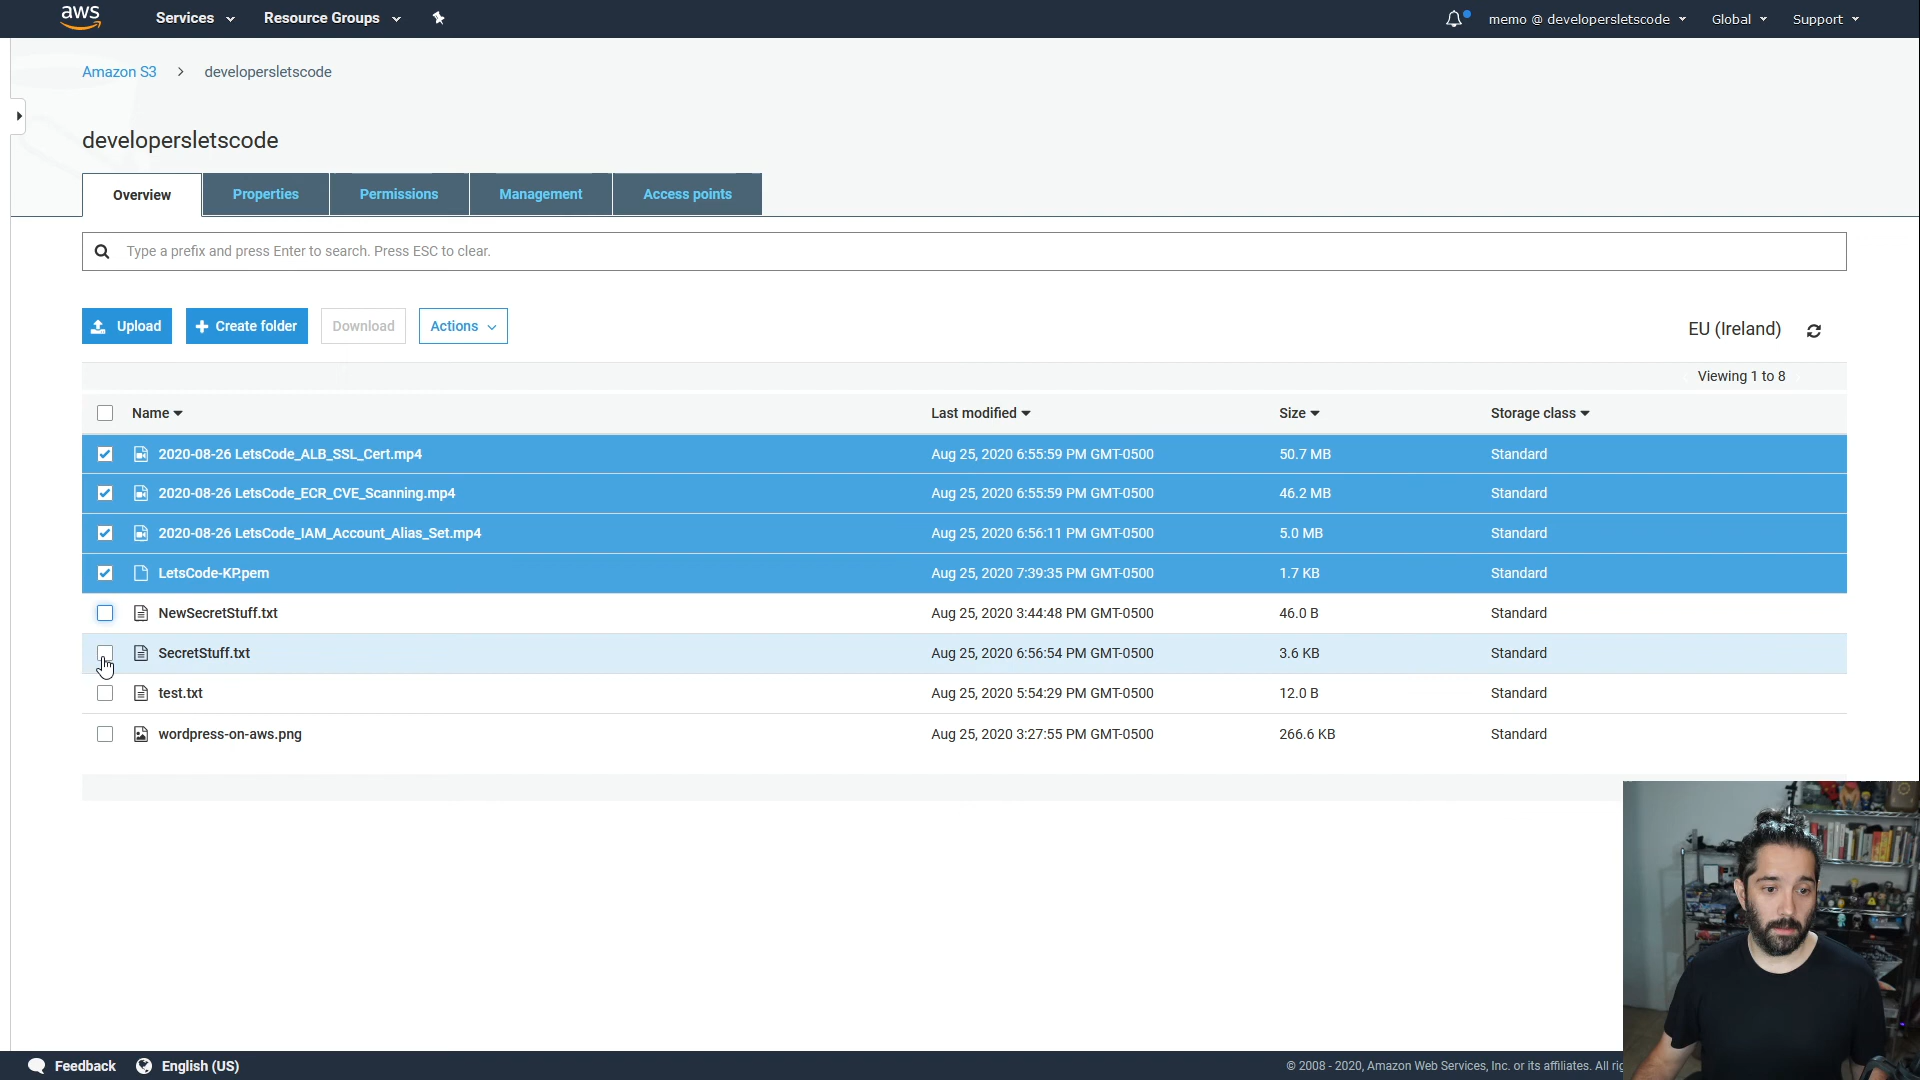 aws Services Resource Groups memo @ developersletscode Global Support
Amazon S3 > developersletscode
developersletscode
Overview Properties Permissions Management Access points
Type a prefix and press Enter to search. Press ESC to clear.
Upload + Create folder Download Actions EU (Ireland)
Viewing 1 to 8
Name Last modified Size Storage class
2020-08-26 LetsCode_ALB_SSL_Cert.mp4 Aug 25, 2020 6:55:59 PM GMT-0500 50.7 MB Standard
2020-08-26 LetsCode_ECR_CVE_Scanning.mp4 Aug 25, 2020 6:55:59 PM GMT-0500 46.2 MB Standard
2020-08-26 LetsCode_IAM_Account_Alias_Set.mp4 Aug 25, 2020 6:56:11 PM GMT-0500 5.0 MB Standard
LetsCode-KP.pem Aug 25, 2020 7:39:35 PM GMT-0500 1.7 KB Standard
NewSecretStuff.txt Aug 25, 2020 3:44:48 PM GMT-0500 46.0 B Standard
SecretStuff.txt Aug 25, 2020 6:56:54 PM GMT-0500 3.6 KB Standard
test.txt Aug 25, 2020 5:54:29 PM GMT-0500 12.0 B Standard
wordpress-on-aws.png Aug 25, 2020 3:27:55 PM GMT-0500 266.6 KB Standard
Feedback English (US) © 2008 - 2020, Amazon Web Services, Inc. or its affiliates. All